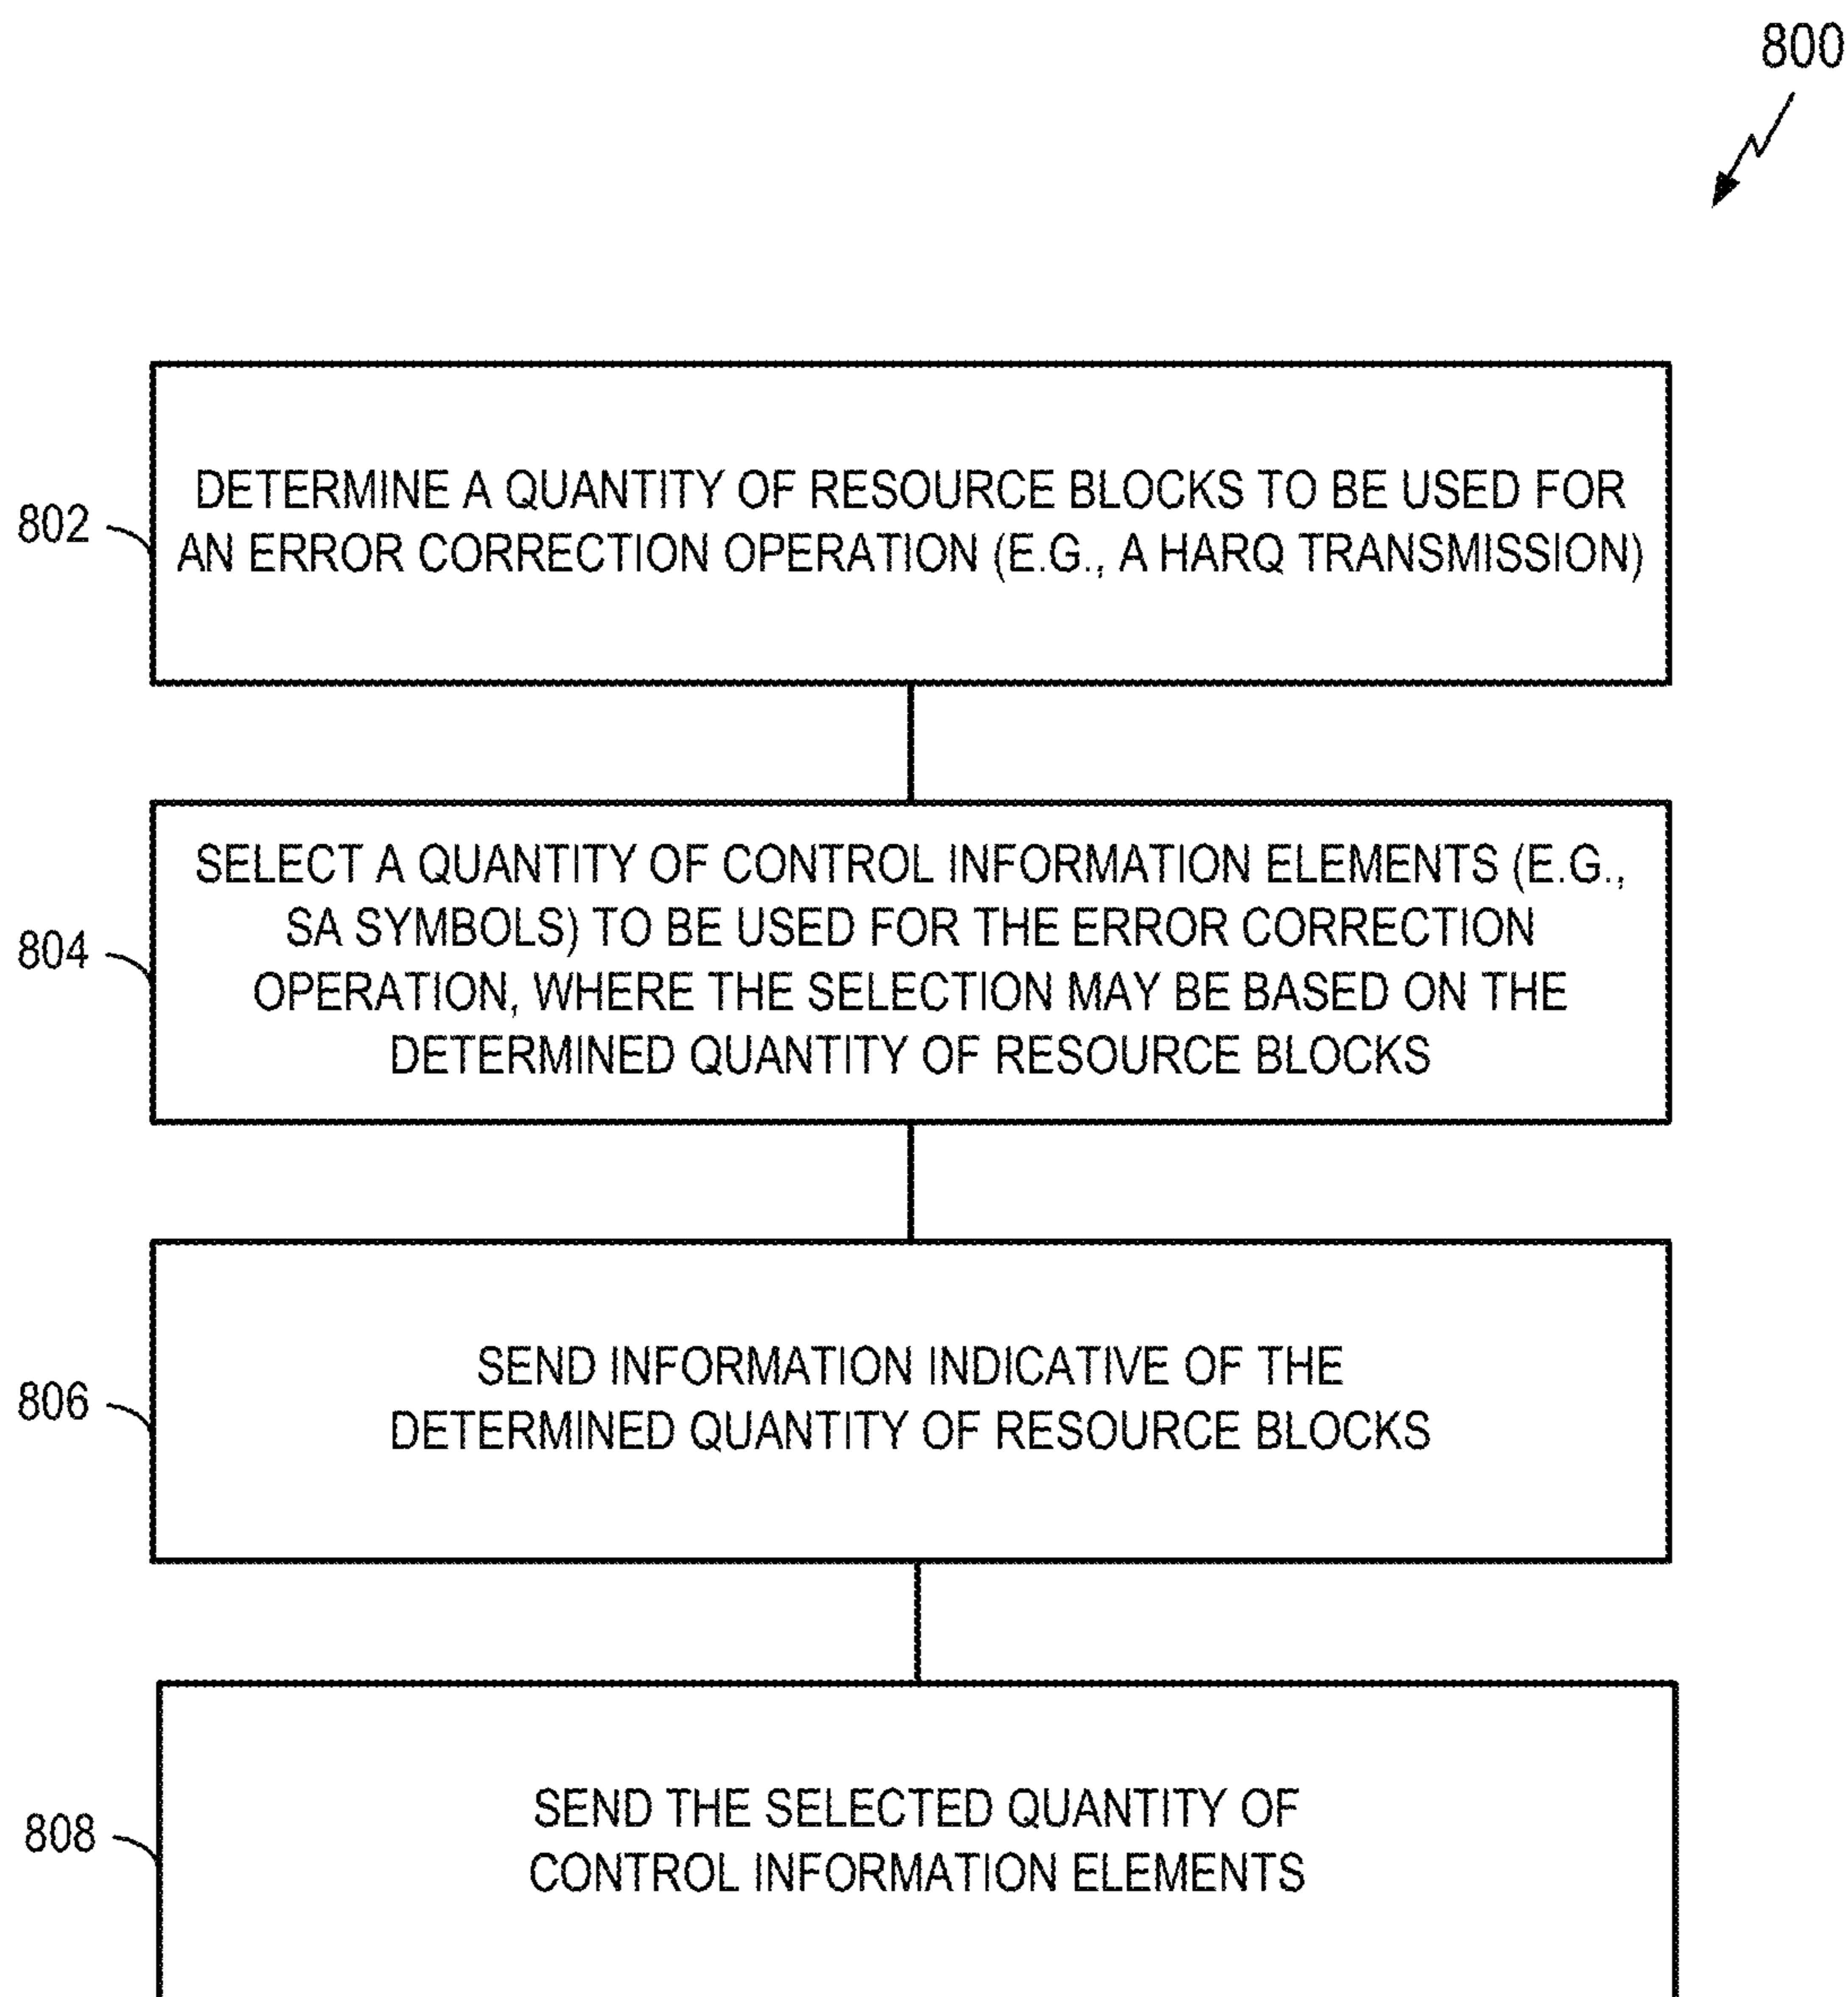 800
802
DETERMINE A QUANTITY OF RESOURCE BLOCKS TO BE USED FOR
AN ERROR CORRECTION OPERATION (E.G., A HARQ TRANSMISSION)
804
SELECT A QUANTITY OF CONTROL INFORMATION ELEMENTS (E.G.,
SA SYMBOLS) TO BE USED FOR THE ERROR CORRECTION
OPERATION, WHERE THE SELECTION MAY BE BASED ON THE
DETERMINED QUANTITY OF RESOURCE BLOCKS
806
SEND INFORMATION INDICATIVE OF THE
DETERMINED QUANTITY OF RESOURCE BLOCKS
808
SEND THE SELECTED QUANTITY OF
CONTROL INFORMATION ELEMENTS